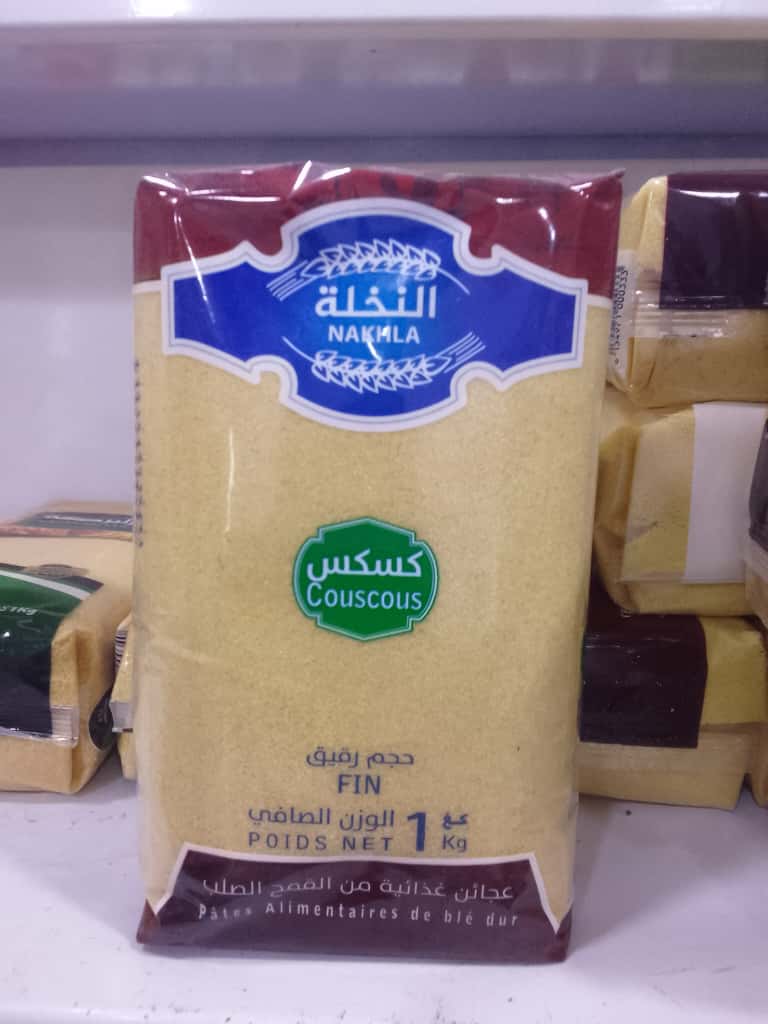 النخلة
NAKHLA
كسكس
Couscous
حجم رقيق
FIN
الوزن الصافي 1 كغ
POIDS NET 1 Kg
عجائن غذائية من القمح الصلب
Pâtes Alimentaires de blé dur